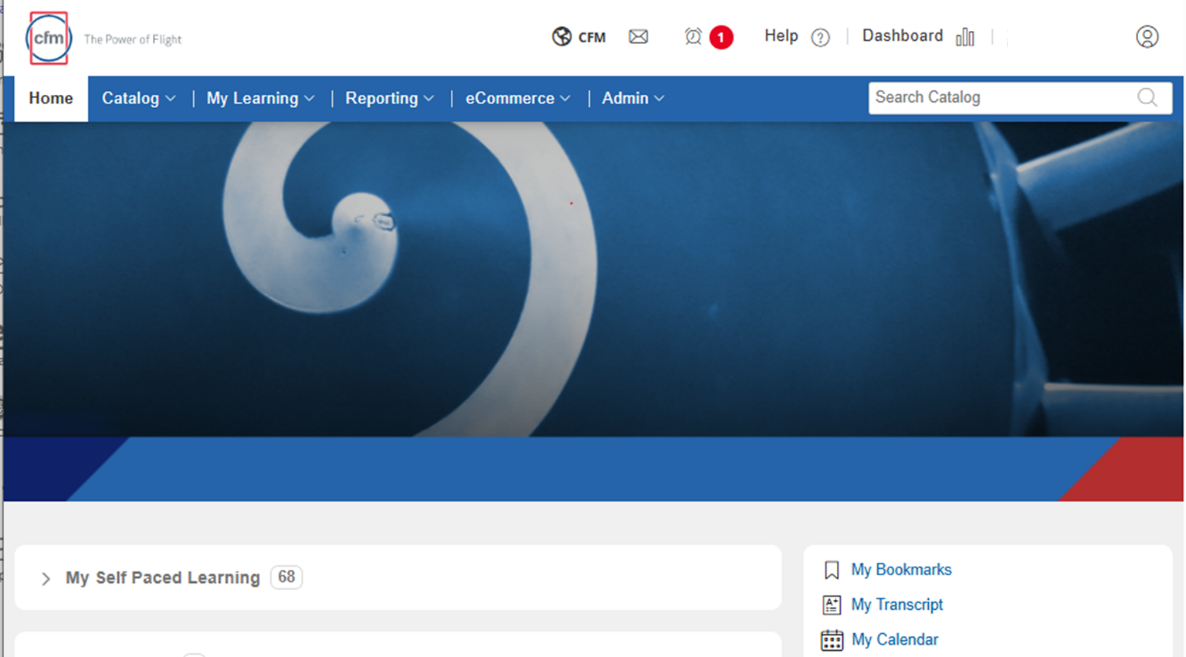 cfm The Power of Flight
CFM 1 Help ? Dashboard
Home Catalog | My Learning | Reporting | eCommerce | Admin Search Catalog
My Self Paced Learning 68
My Bookmarks
My Transcript
My Calendar